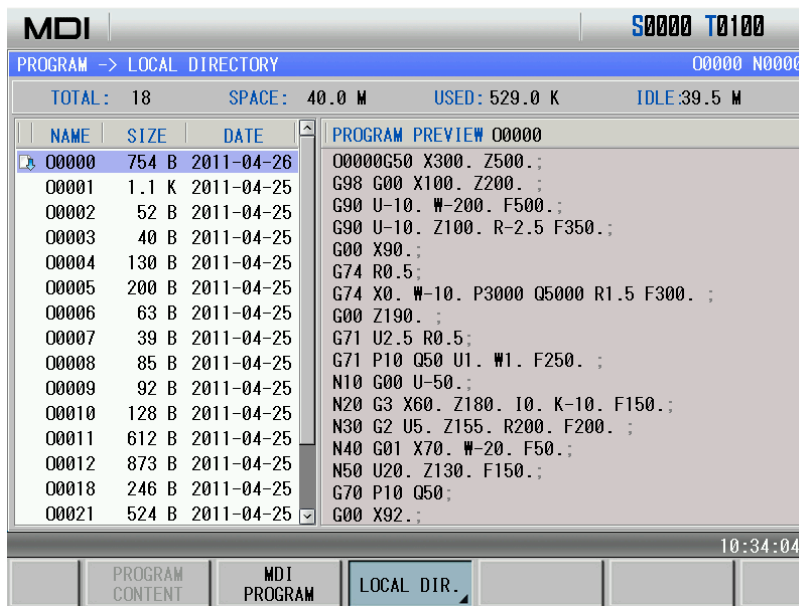 MDI S0000 T0100
PROGRAM -> LOCAL DIRECTORY O0000 N0000
TOTAL: 18 SPACE: 40.0 M USED: 529.0 K IDLE:39.5 M
NAME SIZE DATE
O0000 754 B 2011-04-26
O0001 1.1 K 2011-04-25
O0002 52 B 2011-04-25
O0003 40 B 2011-04-25
O0004 130 B 2011-04-25
O0005 200 B 2011-04-25
O0006 63 B 2011-04-25
O0007 39 B 2011-04-25
O0008 85 B 2011-04-25
O0009 92 B 2011-04-25
O0010 128 B 2011-04-25
O0011 612 B 2011-04-25
O0012 873 B 2011-04-25
O0018 246 B 2011-04-25
O0021 524 B 2011-04-25
PROGRAM PREVIEW O0000
O0000G50 X300. Z500.;
G98 G00 X100. Z200. ;
G90 U-10. W-200. F500.;
G90 U-10. Z100. R-2.5 F350.;
G00 X90.;
G74 R0.5;
G74 X0. W-10. P3000 Q5000 R1.5 F300. ;
G00 Z190. ;
G71 U2.5 R0.5;
G71 P10 Q50 U1. W1. F250. ;
N10 G00 U-50.;
N20 G3 X60. Z180. I0. K-10. F150.;
N30 G2 U5. Z155. R200. F200. ;
N40 G01 X70. W-20. F50.;
N50 U20. Z130. F150.;
G70 P10 Q50;
G00 X92.;
10:34:04
PROGRAM CONTENT
MDI PROGRAM
LOCAL DIR.